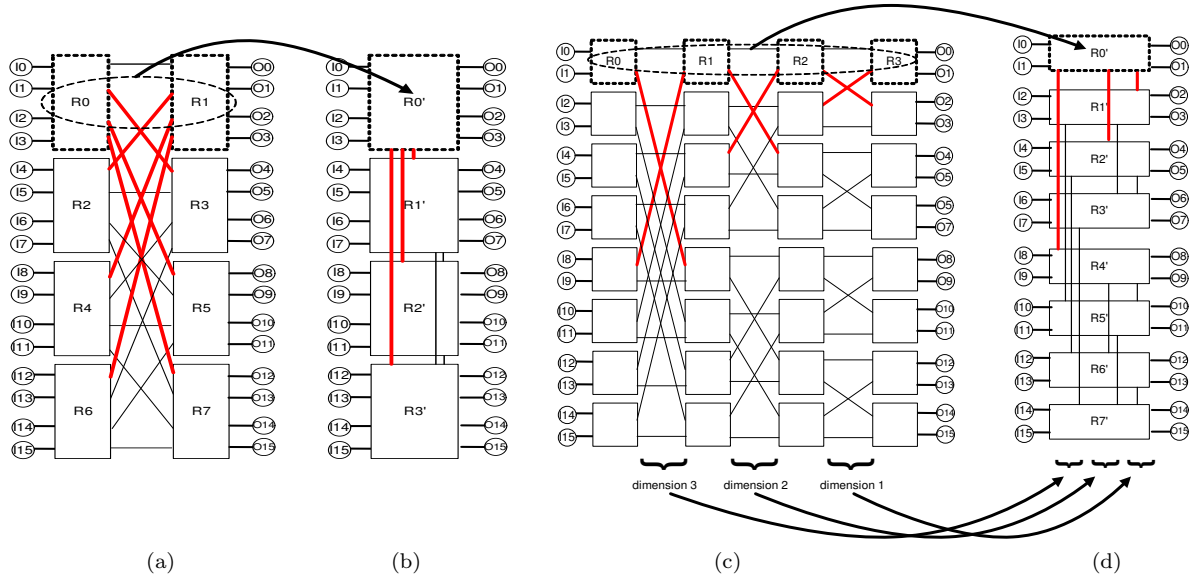 I0
I1
I2
I3
I4
I5
I6
I7
I8
I9
I10
I11
I12
I13
I14
I15
R0
R1
R2
R3
R4
R5
R6
R7
O0
O1
O2
O3
O4
O5
O6
O7
O8
O9
O10
O11
O12
O13
O14
O15
(a)
I0
I1
I2
I3
I4
I5
I6
I7
I8
I9
I10
I11
I12
I13
I14
I15
R0'
R1'
R2'
R3'
O0
O1
O2
O3
O4
O5
O6
O7
O8
O9
O10
O11
O12
O13
O14
O15
(b)
I0
I1
I2
I3
I4
I5
I6
I7
I8
I9
I10
I11
I12
I13
I14
I15
R0
R1
R2
R3
O0
O1
O2
O3
O4
O5
O5
O7
O8
O9
O10
O11
O12
O13
O14
O15
dimension 3
dimension 2
dimension 1
(c)
I0
I1
I2
I3
I4
I5
I6
I7
I8
I9
I10
I11
I12
I13
I14
I15
R0'
R1'
R2'
R3'
R4'
R5'
R6'
R7'
O0
O1
O2
O3
O4
O5
O6
O7
O8
O9
O10
O11
O12
O13
O14
O15
(d)